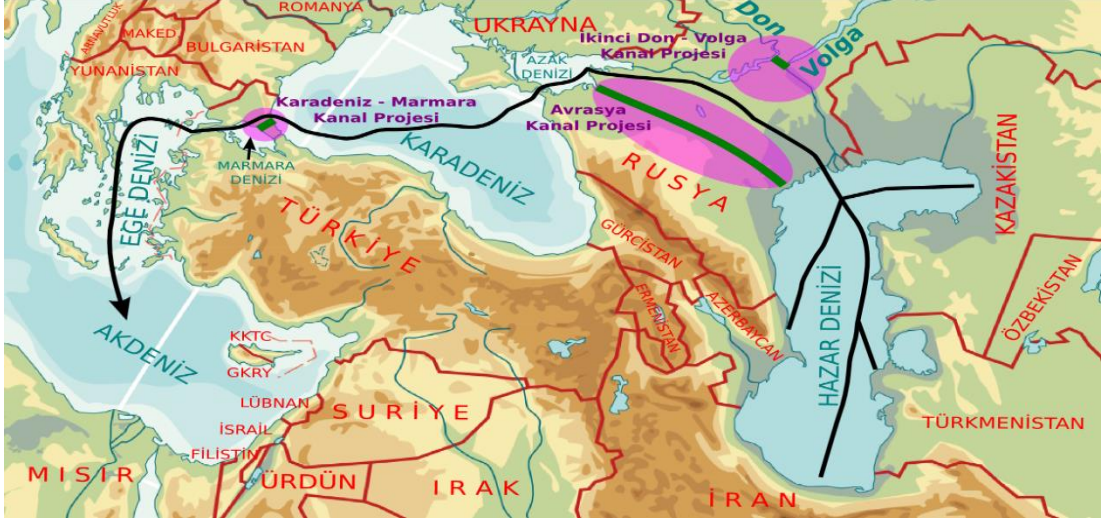 ROMANYA
UKRAYNA
Don
ARNAVUTLUK
MAKED
BULGARİSTAN
İkinci Don - Volga
Kanal Projesi
Volga
YUNANİSTAN
AZAK
DENİZİ
Karadeniz - Marmara
Kanal Projesi
Avrasya
Kanal Projesi
MARMARA
DENİZİ
KARADENİZ
RUSYA
KAZAKİSTAN
EGE DENİZİ
TÜRKİYE
GÜRCİSTAN
ERMENİSTAN
AZERBAYCAN
HAZAR DENİZİ
ÖZBEKİSTAN
AKDENİZ
KKTC
GKRY
LÜBNAN
SURİYE
TÜRKMENİSTAN
İSRAİL
FİLİSTİN
MISIR
ÜRDÜN
IRAK
İRAN